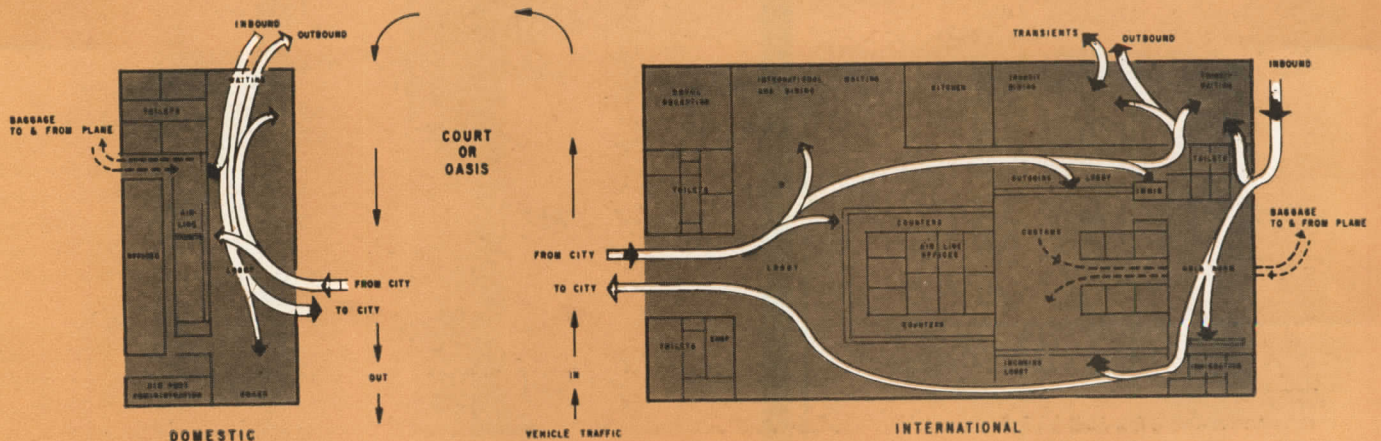 INBOUND
OUTBOUND
WAITING
TOILETS
BAGGAGE
TO & FROM PLANE
AIR
LINE
OFFICES
LOBBY
FROM CITY
TO CITY
DOMESTIC
COURT
OR
OASIS
OUT
IN
VEHICLE TRAFFIC
TRANSIENTS
OUTBOUND
INBOUND
RECEPTION
INTERNATIONAL WAITING
AND DINING
KITCHEN
TRANSIT
DINING
TRANSIT
WAITING
TOILETS
OUTGOING LOBBY
TOILETS
COUNTERS
AIR LINE
OFFICES
CUSTOMS
BAGGAGE
TO & FROM PLANE
FROM CITY
LOBBY
TO CITY
COUNTERS
TOILETS
SHOP
INCOMING
LOBBY
IMMIGRATION
INTERNATIONAL